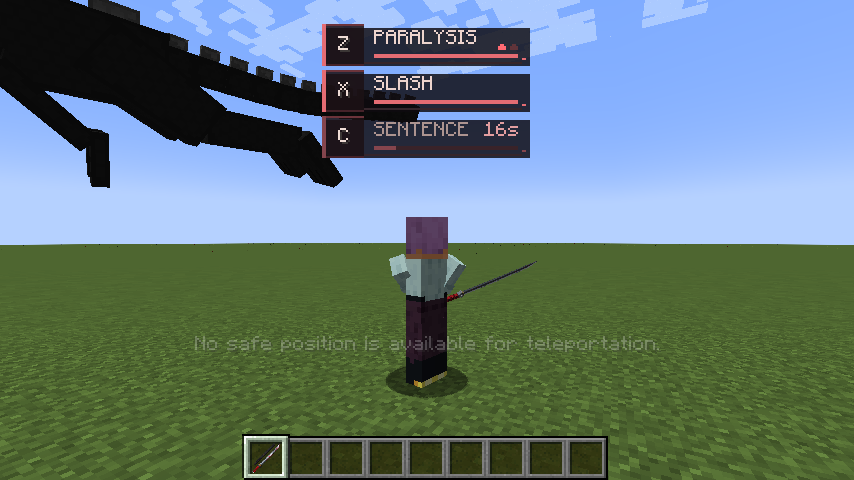 Z PARALYSIS
X SLASH
C SENTENCE 16s
No safe position is available for teleportation.